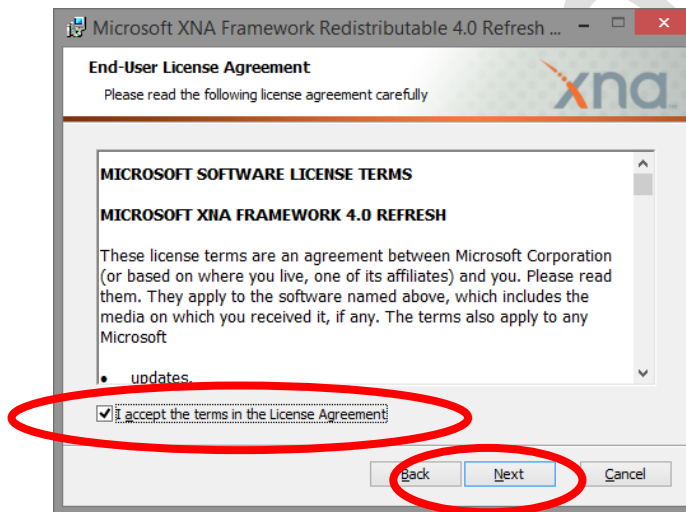 Microsoft XNA Framework Redistributable 4.0 Refresh ...
End-User License Agreement
Please read the following license agreement carefully
xna
MICROSOFT SOFTWARE LICENSE TERMS
MICROSOFT XNA FRAMEWORK 4.0 REFRESH
These license terms are an agreement between Microsoft Corporation
(or based on where you live, one of its affiliates) and you. Please read
them. They apply to the software named above, which includes the
media on which you received it, if any. The terms also apply to any
Microsoft
• updates,
I accept the terms in the License Agreement
Back Next Cancel